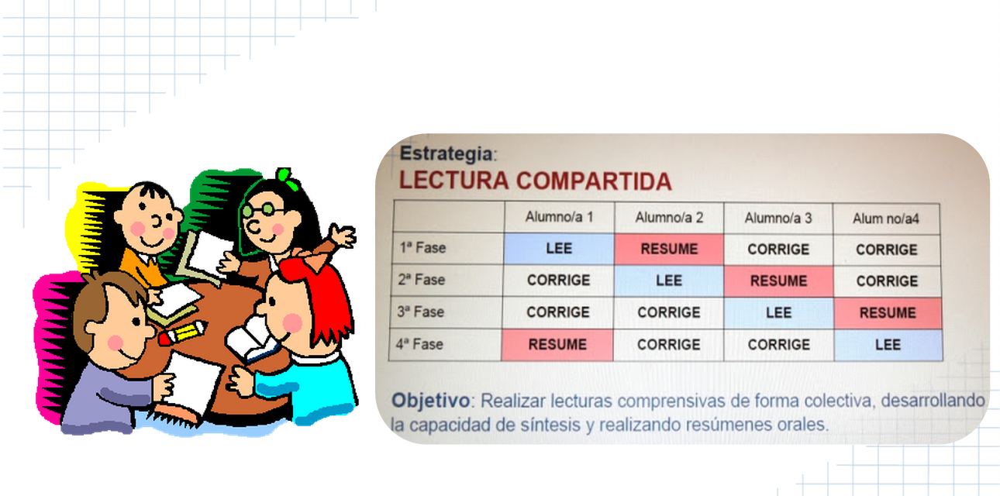 Estrategia:
LECTURA COMPARTIDA
Alumno/a 1 Alumno/a 2 Alumno/a 3 Alum no/a4
1ª Fase LEE RESUME CORRIGE CORRIGE
2ª Fase CORRIGE LEE RESUME CORRIGE
3ª Fase CORRIGE CORRIGE LEE RESUME
4ª Fase RESUME CORRIGE CORRIGE LEE
Objetivo: Realizar lecturas comprensivas de forma colectiva, desarrollando
la capacidad de síntesis y realizando resúmenes orales.